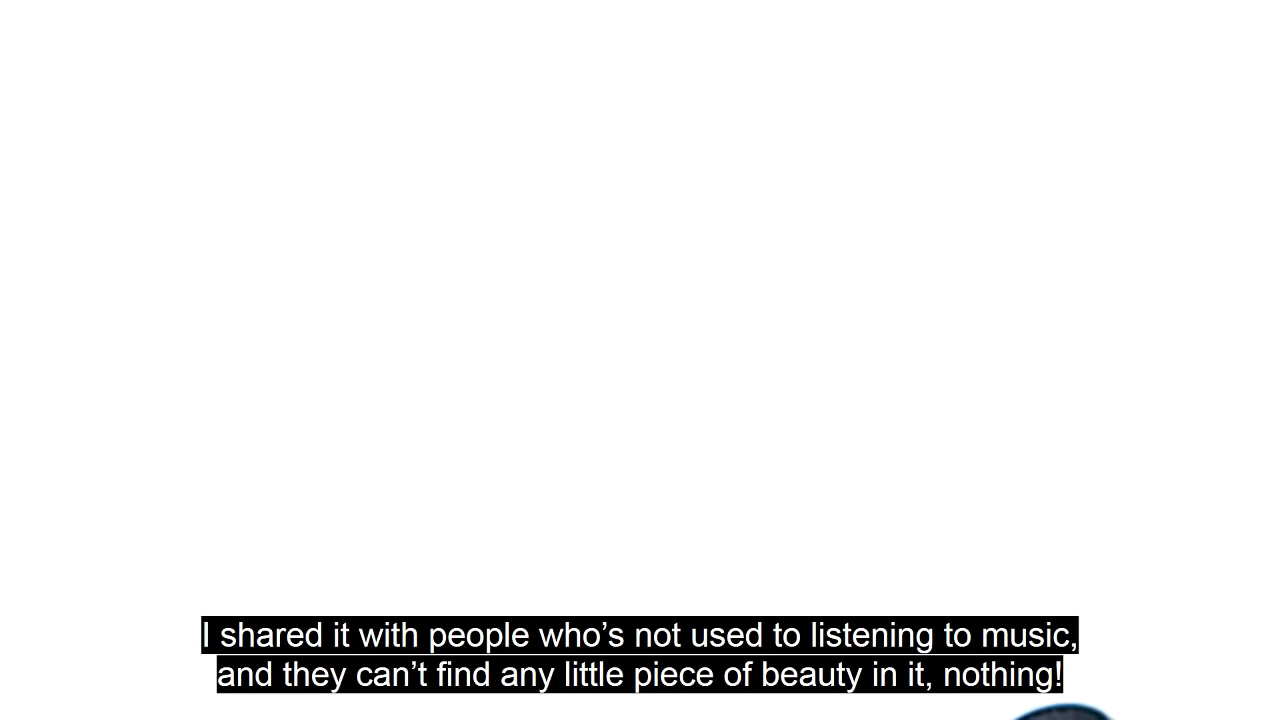 I shared it with people who’s not used to listening to music,
and they can’t find any little piece of beauty in it, nothing!